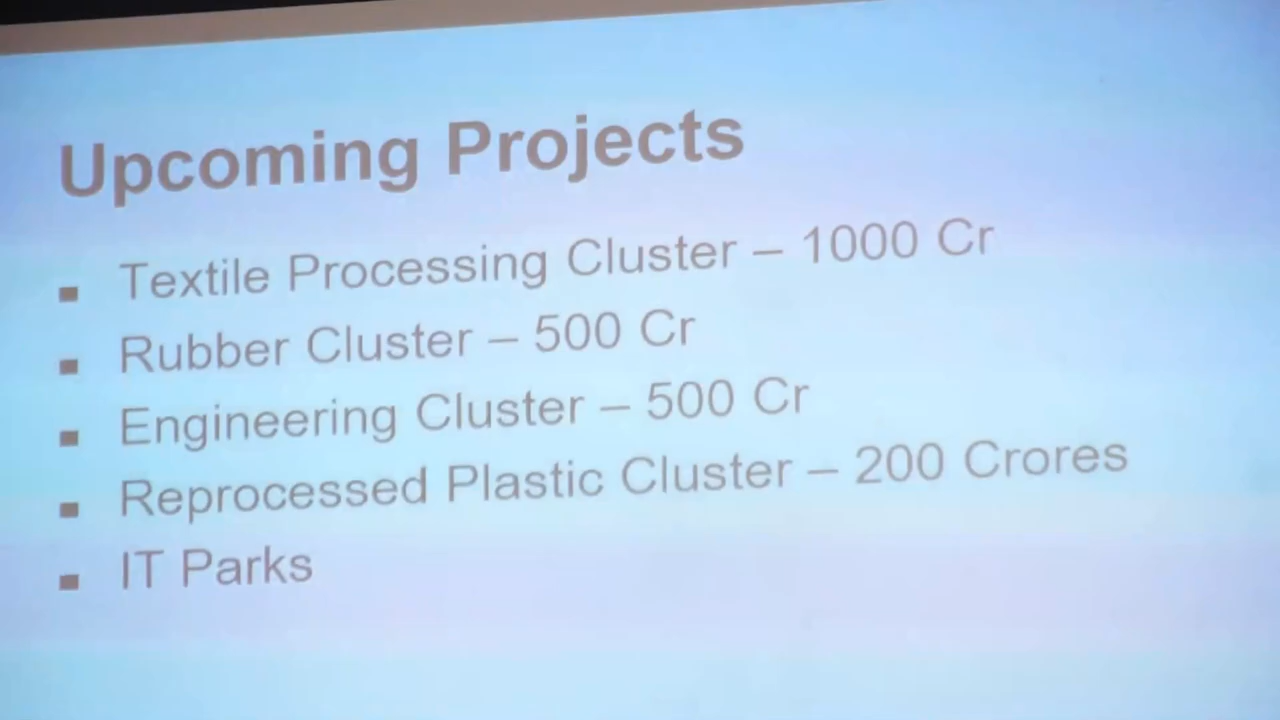 Upcoming Projects
▪ Textile Processing Cluster – 1000 Cr
▪ Rubber Cluster – 500 Cr
▪ Engineering Cluster – 500 Cr
▪ Reprocessed Plastic Cluster – 200 Crores
▪ IT Parks